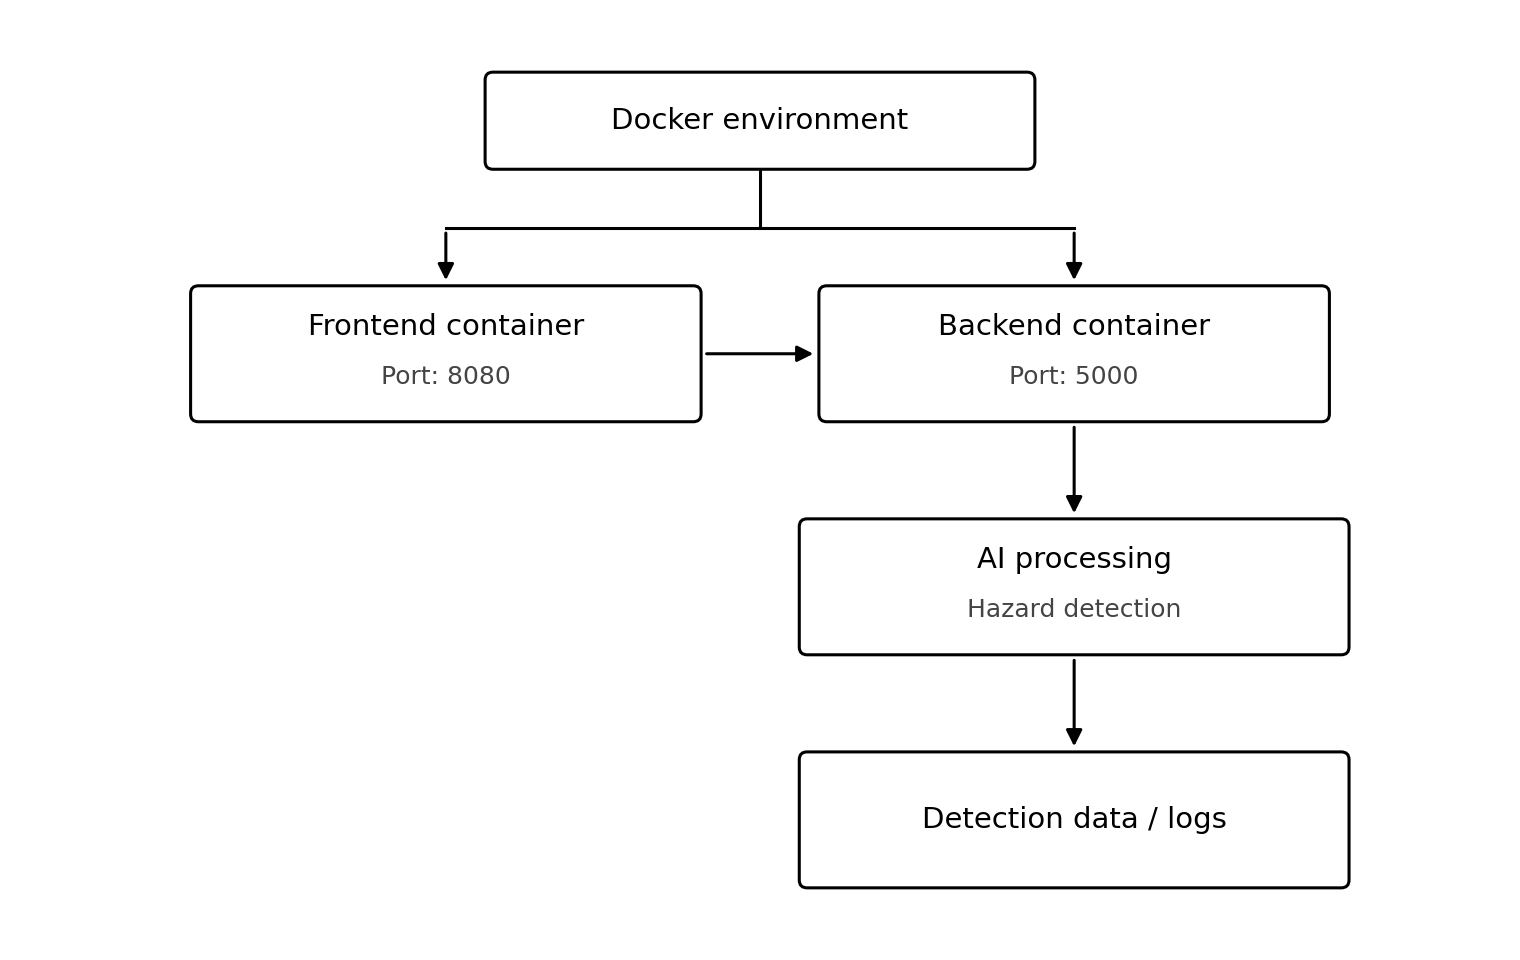 Docker environment
Frontend container
Port: 8080
Backend container
Port: 5000
AI processing
Hazard detection
Detection data / logs